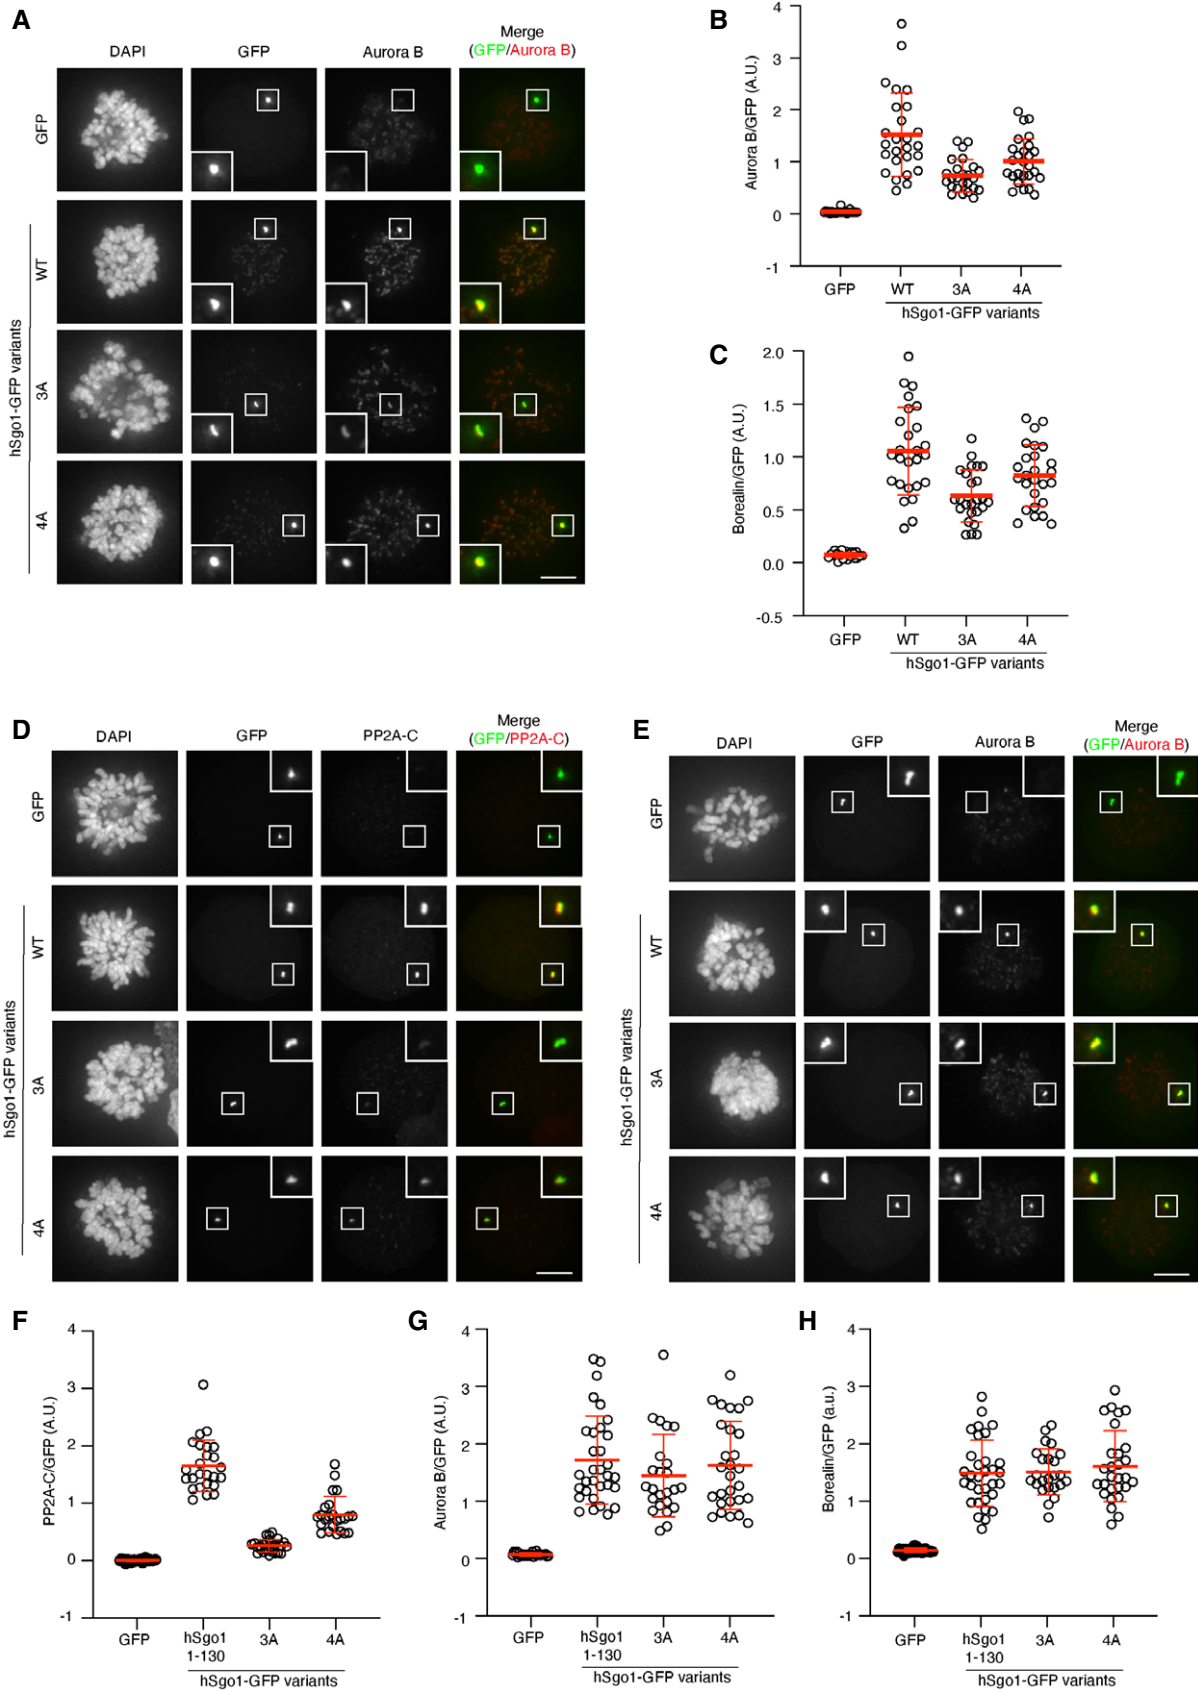 A
DAPI
GFP
Aurora B
Merge
(GFP/Aurora B)
GFP
WT
3A
4A
hSgo1-GFP variants
B
Aurora B/GFP (A.U.)
4
3
2
1
0
-1
GFP
WT
3A
4A
hSgo1-GFP variants
C
Borealin/GFP (A.U.)
2.0
1.5
1.0
0.5
0.0
-0.5
GFP
WT
3A
4A
hSgo1-GFP variants
D
DAPI
GFP
PP2A-C
Merge
(GFP/PP2A-C)
GFP
WT
3A
4A
hSgo1-GFP variants
E
DAPI
GFP
Aurora B
Merge
(GFP/Aurora B)
GFP
WT
3A
4A
hSgo1-GFP variants
F
PP2A-C/GFP (A.U.)
4
3
2
1
0
-1
GFP
hSgo1
1-130
3A
4A
hSgo1-GFP variants
G
Aurora B/GFP (A.U.)
4
3
2
1
0
-1
GFP
hSgo1
1-130
3A
4A
hSgo1-GFP variants
H
Borealin/GFP (a.u.)
4
3
2
1
0
-1
GFP
hSgo1
1-130
3A
4A
hSgo1-GFP variants